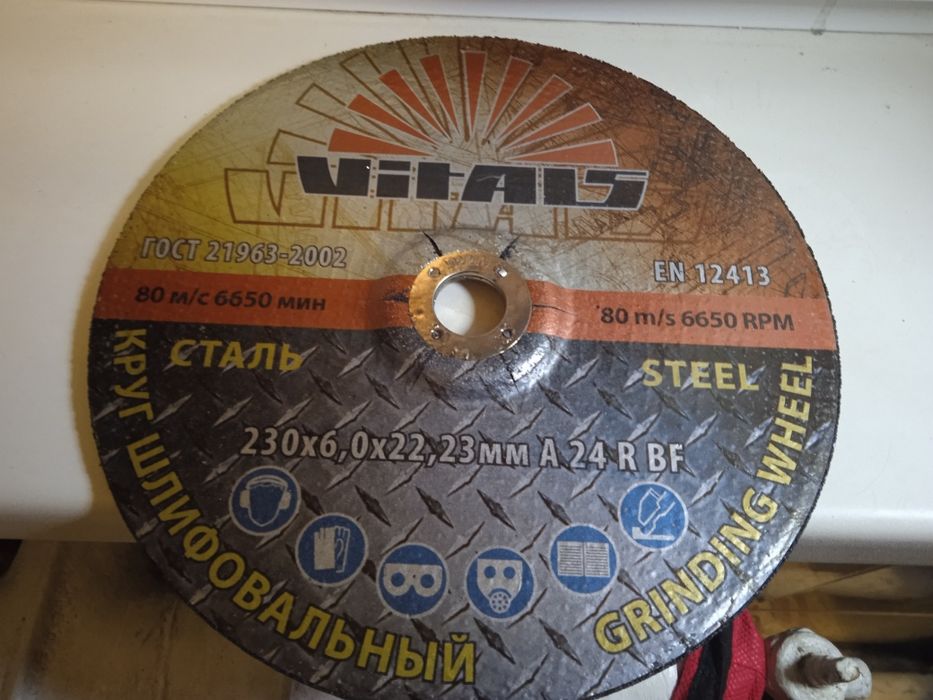 VitALS
ГОСТ 21963-2002
EN 12413
80 м/с 6650 мин
80 m/s 6650 RPM
СТАЛЬ
STEEL
230x6,0x22,23мм A 24 R BF
КРУГ ШЛИФОВАЛЬНЫЙ
GRINDING WHEEL